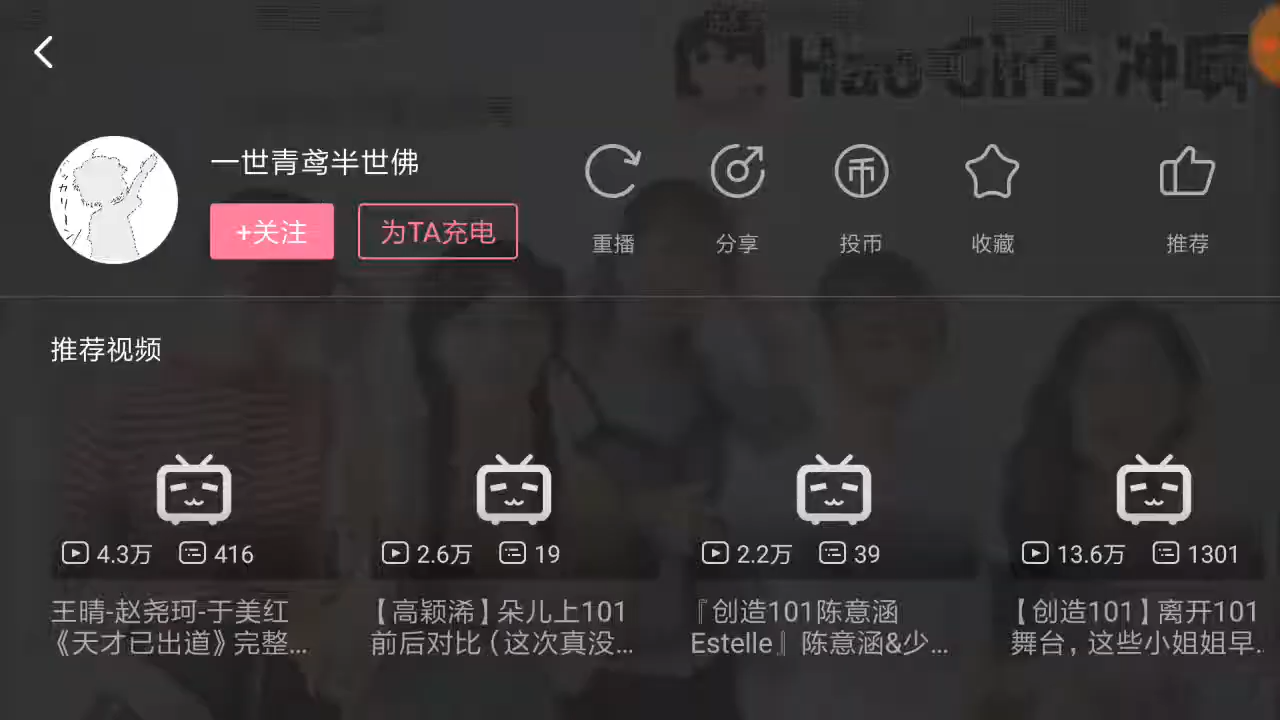 Hao Girls 冲啊
一世青鸢半世佛
+关注
为TA充电
重播
分享
币
投币
收藏
推荐
推荐视频
4.3万 416
2.6万 19
2.2万 39
13.6万 1301
王晴-赵尧珂-于美红
《天才已出道》完整...
【高颖浠】朵儿上101
前后对比（这次真没...
『创造101陈意涵
Estelle』陈意涵&少...
【创造101】离开101
舞台，这些小姐姐早...